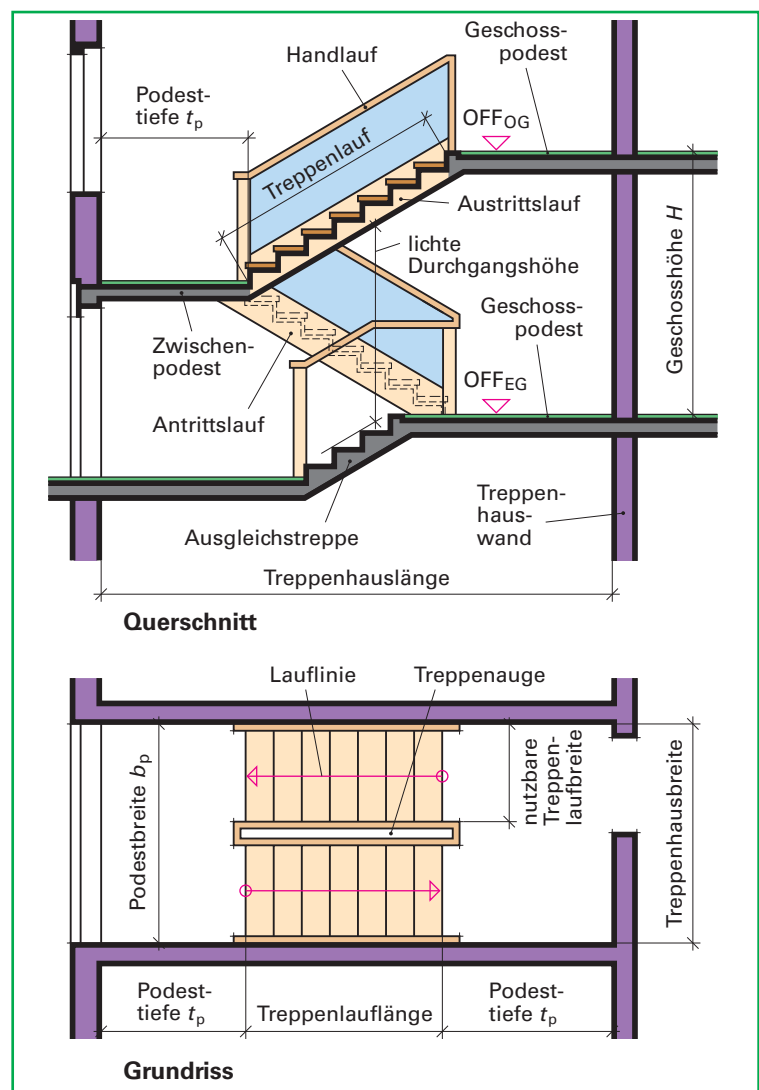 Handlauf
Geschoss-
podest
Podest-
tiefe tp
OFFOG
Treppenlauf
Austrittslauf
lichte
Durchgangshöhe
Geschosshöhe H
Zwischen-
podest
Geschoss-
podest
OFFEG
Antrittslauf
Ausgleichstreppe
Treppen-
haus-
wand
Treppenhauslänge
Querschnitt
Lauflinie
Treppenauge
Podestbreite bp
nutzbare
Treppen-
laufbreite
Treppenhausbreite
Podest-
tiefe tp
Treppenlauflänge
Podest-
tiefe tp
Grundriss